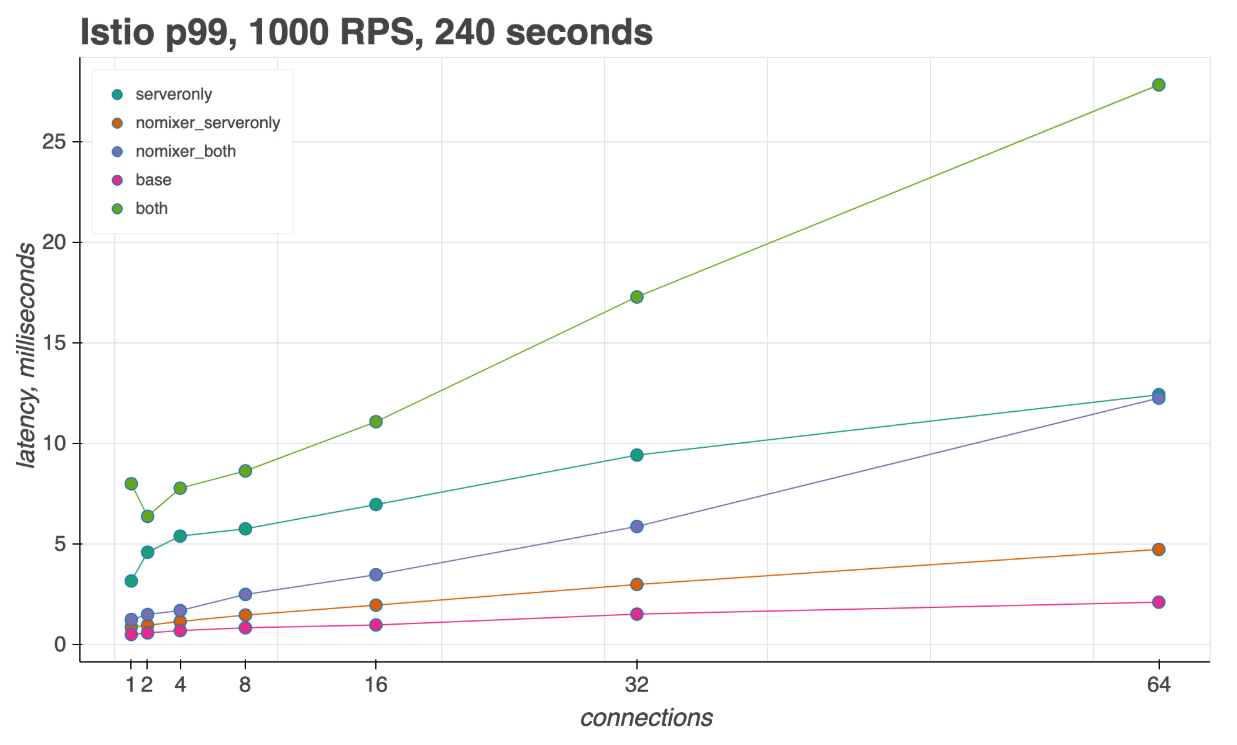 Istio p99, 1000 RPS, 240 seconds
serveronly
nomixer_serveronly
nomixer_both
base
both
latency, milliseconds
25
20
15
10
5
0
1 2 4 8 16 32 64
connections